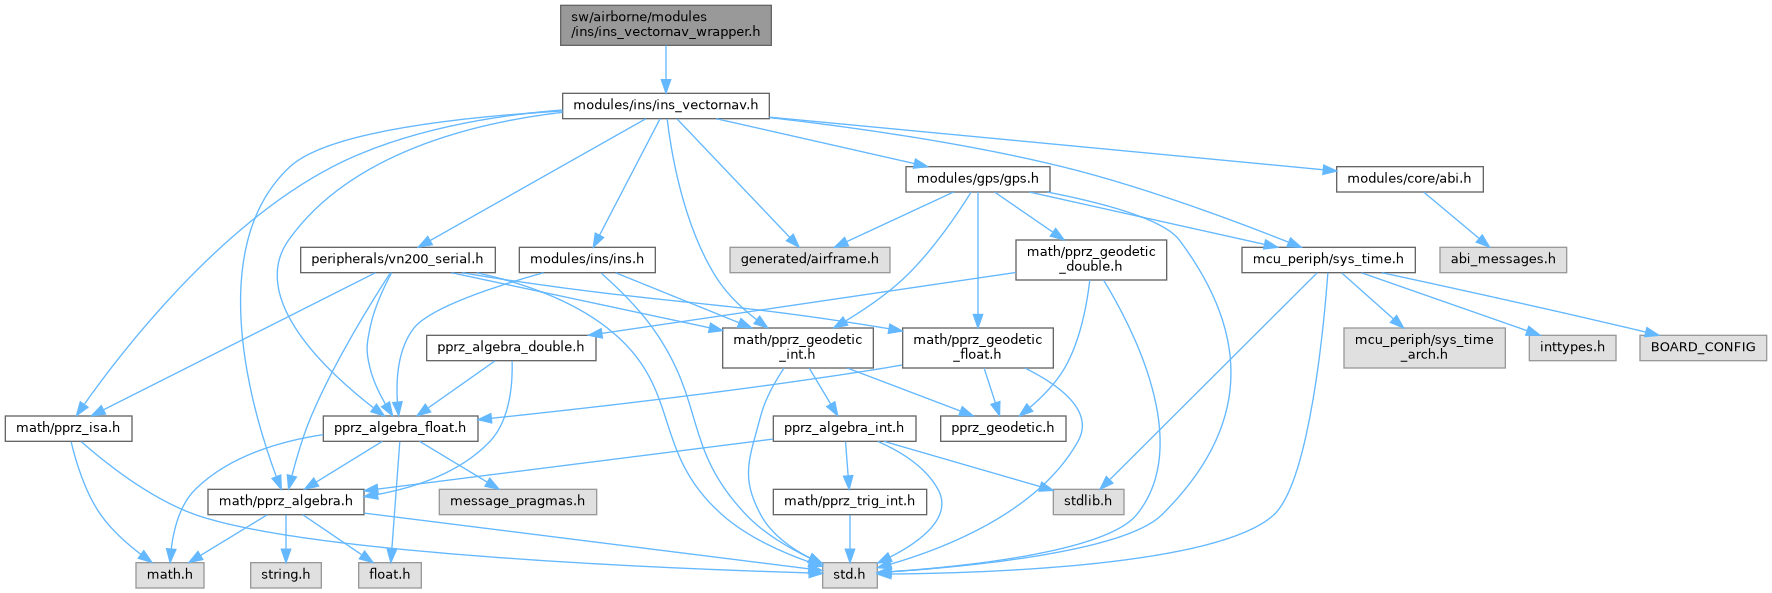 sw/airborne/modules
/ins/ins_vectornav_wrapper.h
modules/ins/ins_vectornav.h
modules/gps/gps.h
modules/core/abi.h
peripherals/vn200_serial.h
modules/ins/ins.h
generated/airframe.h
math/pprz_geodetic
_double.h
mcu_periph/sys_time.h
abi_messages.h
pprz_algebra_double.h
math/pprz_geodetic
_int.h
math/pprz_geodetic
_float.h
mcu_periph/sys_time
_arch.h
inttypes.h
BOARD_CONFIG
math/pprz_isa.h
pprz_algebra_float.h
pprz_algebra_int.h
pprz_geodetic.h
math/pprz_algebra.h
message_pragmas.h
math/pprz_trig_int.h
stdlib.h
math.h
string.h
float.h
std.h